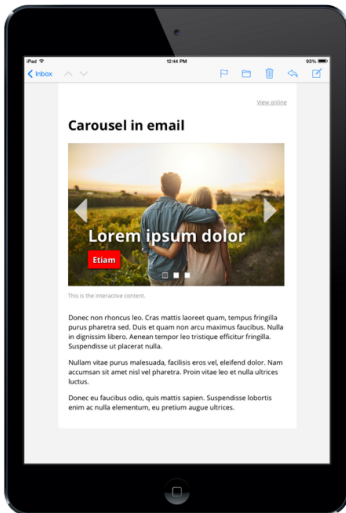 iPad
12:44 PM
93%
Inbox
View online
Carousel in email
Lorem ipsum dolor
Etiam
This is the interactive content.
Donec non rhoncus leo. Cras mattis laoreet quam, tempus fringilla
purus pharetra sed. Duis et quam non arcu maximus faucibus. Nulla
in dignissim libero. Aenean tempor leo tristique efficitur fringilla.
Suspendisse ut placerat nulla.
Nullam vitae purus malesuada, facilisis eros vel, eleifend dolor. Nam
accumsan sit amet nisl vel pharetra. Proin vitae leo et nulla ultrices
luctus.
Donec eu faucibus odio, quis mattis sapien. Suspendisse lobortis
enim ac nulla elementum, eu pretium augue ultrices.